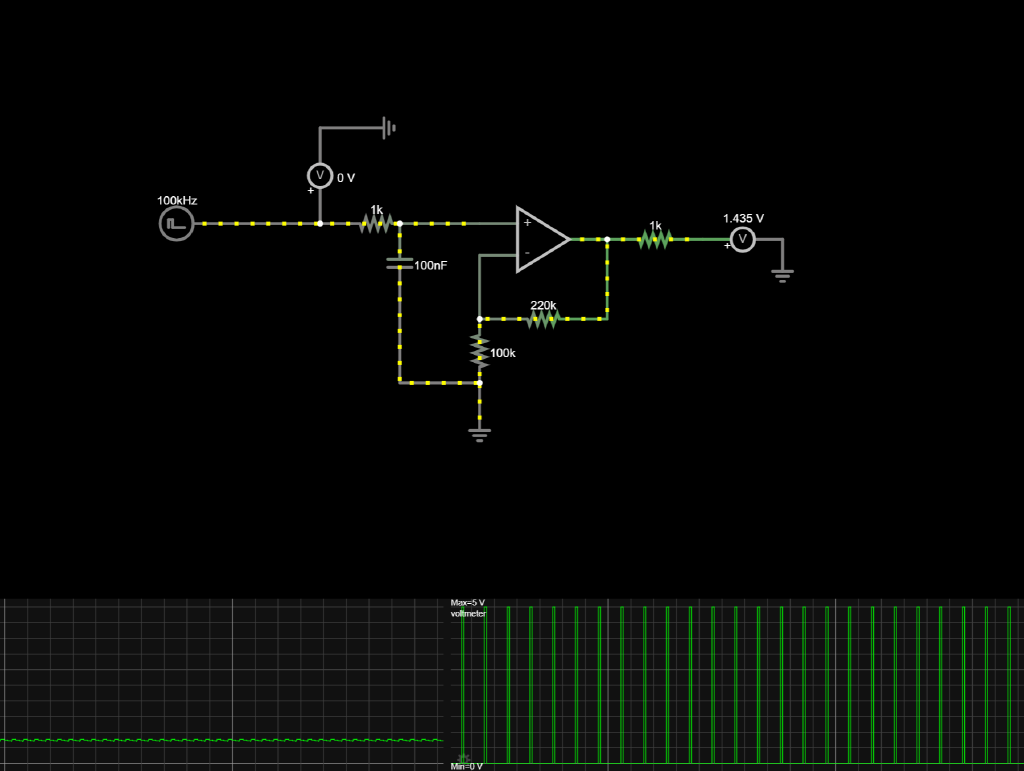 100kHz
V
0 V
+
1k
100nF
+
-
220k
100k
1k
1.435 V
V
+
Max=5 V
voltmeter
Min=0 V